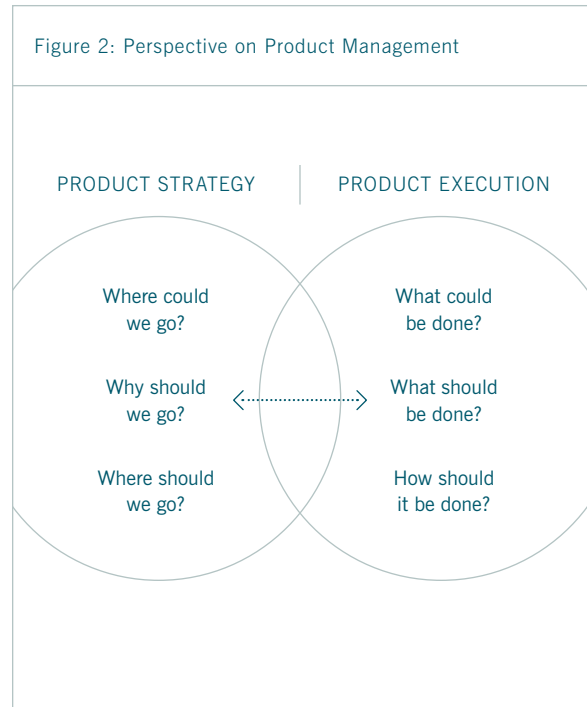 Figure 2: Perspective on Product Management
PRODUCT STRATEGY
PRODUCT EXECUTION
Where could
we go?
Why should
we go?
Where should
we go?
What could
be done?
What should
be done?
How should
it be done?